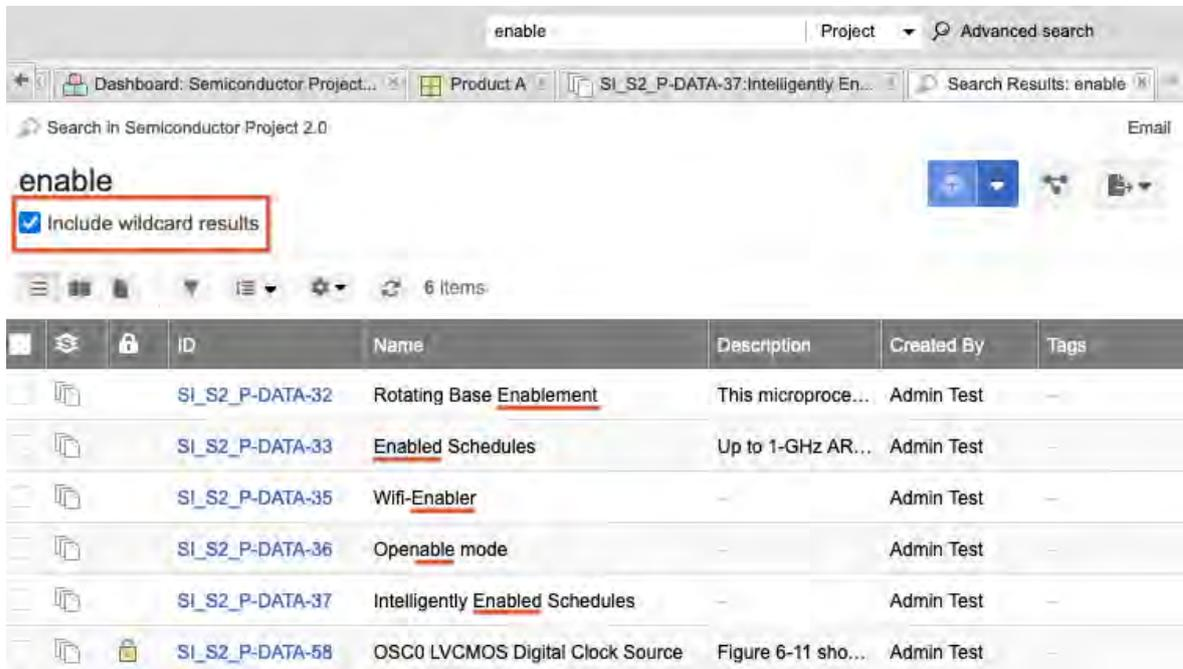 enable Project Advanced search
Dashboard: Semiconductor Project... Product A SI_S2_P-DATA-37:Intelligently En... Search Results: enable
Search in Semiconductor Project 2.0 Email
enable
Include wildcard results
6 items
ID Name Description Created By Tags
SI_S2_P-DATA-32 Rotating Base Enablement This microproce... Admin Test —
SI_S2_P-DATA-33 Enabled Schedules Up to 1-GHz AR... Admin Test —
SI_S2_P-DATA-35 Wifi-Enabler — Admin Test —
SI_S2_P-DATA-36 Openable mode — Admin Test —
SI_S2_P-DATA-37 Intelligently Enabled Schedules — Admin Test —
SI_S2_P-DATA-58 OSC0 LVCMOS Digital Clock Source Figure 6-11 sho... Admin Test —